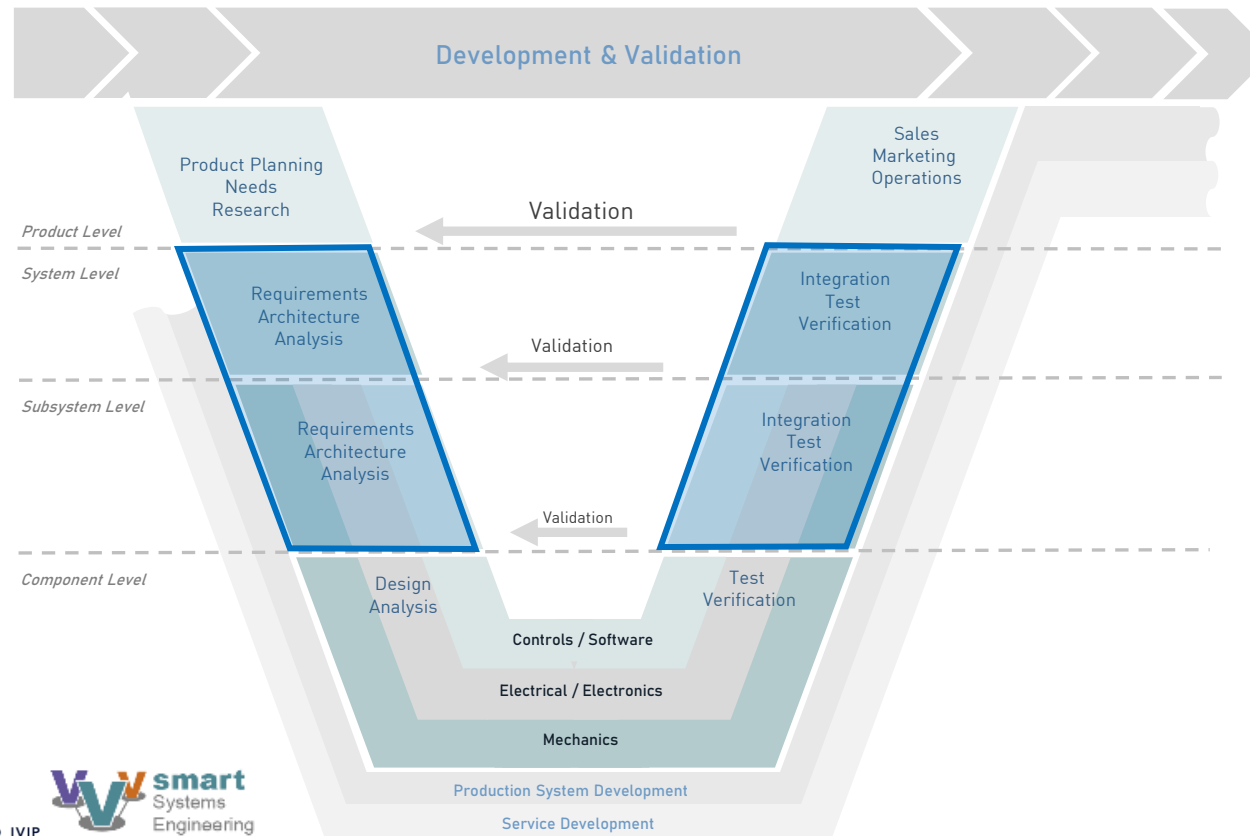 Development & Validation
Product Planning
Needs
Research
Sales
Marketing
Operations
Validation
Product Level
System Level
Requirements
Architecture
Analysis
Integration
Test
Verification
Validation
Subsystem Level
Requirements
Architecture
Analysis
Integration
Test
Verification
Validation
Component Level
Design
Analysis
Test
Verification
Controls / Software
Electrical / Electronics
Mechanics
Production System Development
Service Development
VVV
smart
Systems
Engineering